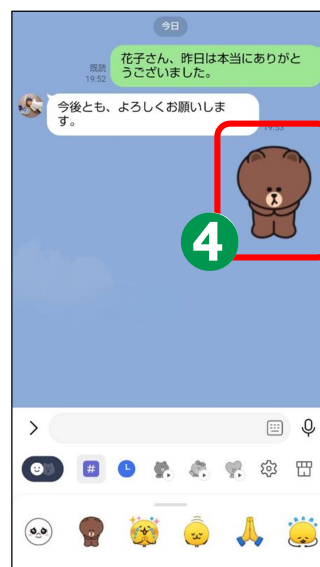 今日
花子さん、昨日は本当にありがと
うございました。
既読
19:52
今後とも、よろしくお願いしま
す。
19:53
4